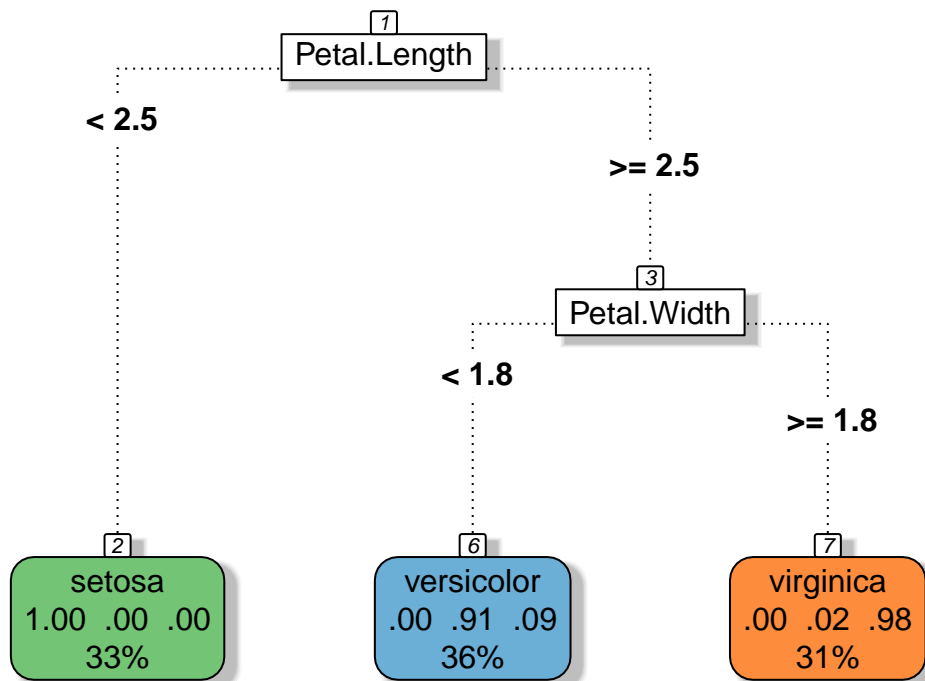 1
Petal.Length
< 2.5
>= 2.5
3
Petal.Width
< 1.8
>= 1.8
2
setosa
1.00 .00 .00
33%
6
versicolor
.00 .91 .09
36%
7
virginica
.00 .02 .98
31%